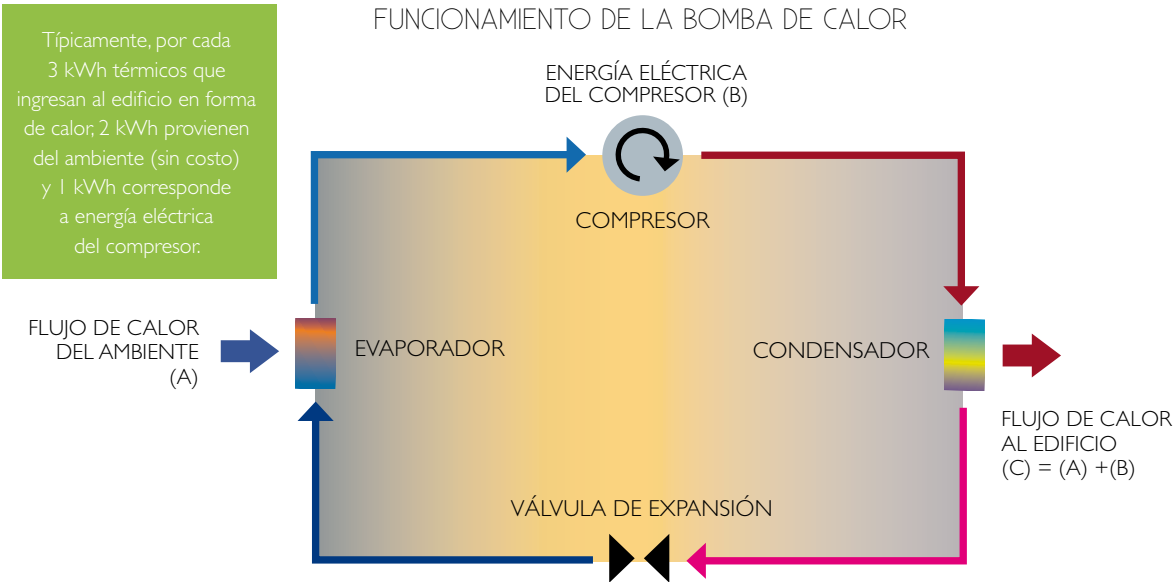 FUNCIONAMIENTO DE LA BOMBA DE CALOR
Típicamente, por cada
3 kWh térmicos que
ingresan al edificio en forma
de calor, 2 kWh provienen
del ambiente (sin costo)
y 1 kWh corresponde
a energía eléctrica
del compresor.
ENERGÍA ELÉCTRICA
DEL COMPRESOR (B)
COMPRESOR
FLUJO DE CALOR
DEL AMBIENTE
(A)
EVAPORADOR
CONDENSADOR
FLUJO DE CALOR
AL EDIFICIO
(C) = (A) +(B)
VÁLVULA DE EXPANSIÓN